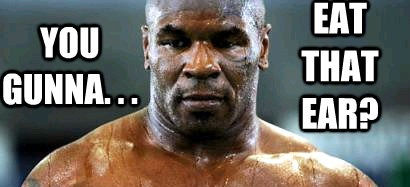 YOU
GUNNA. . .
EAT
THAT
EAR?